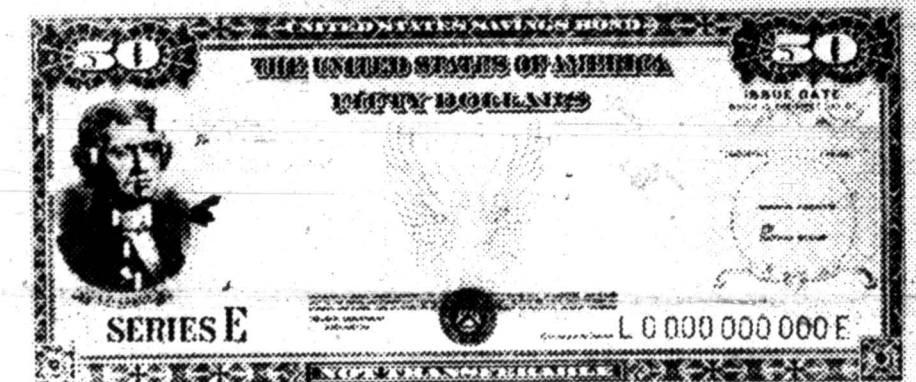 UNITED STATES SAVINGS BOND
50
50
THE UNITED STATES OF AMERICA
FIFTY DOLLARS
ISSUE DATE
SERIES E
L 0 000 000 000 E
NOT TRANSFERABLE